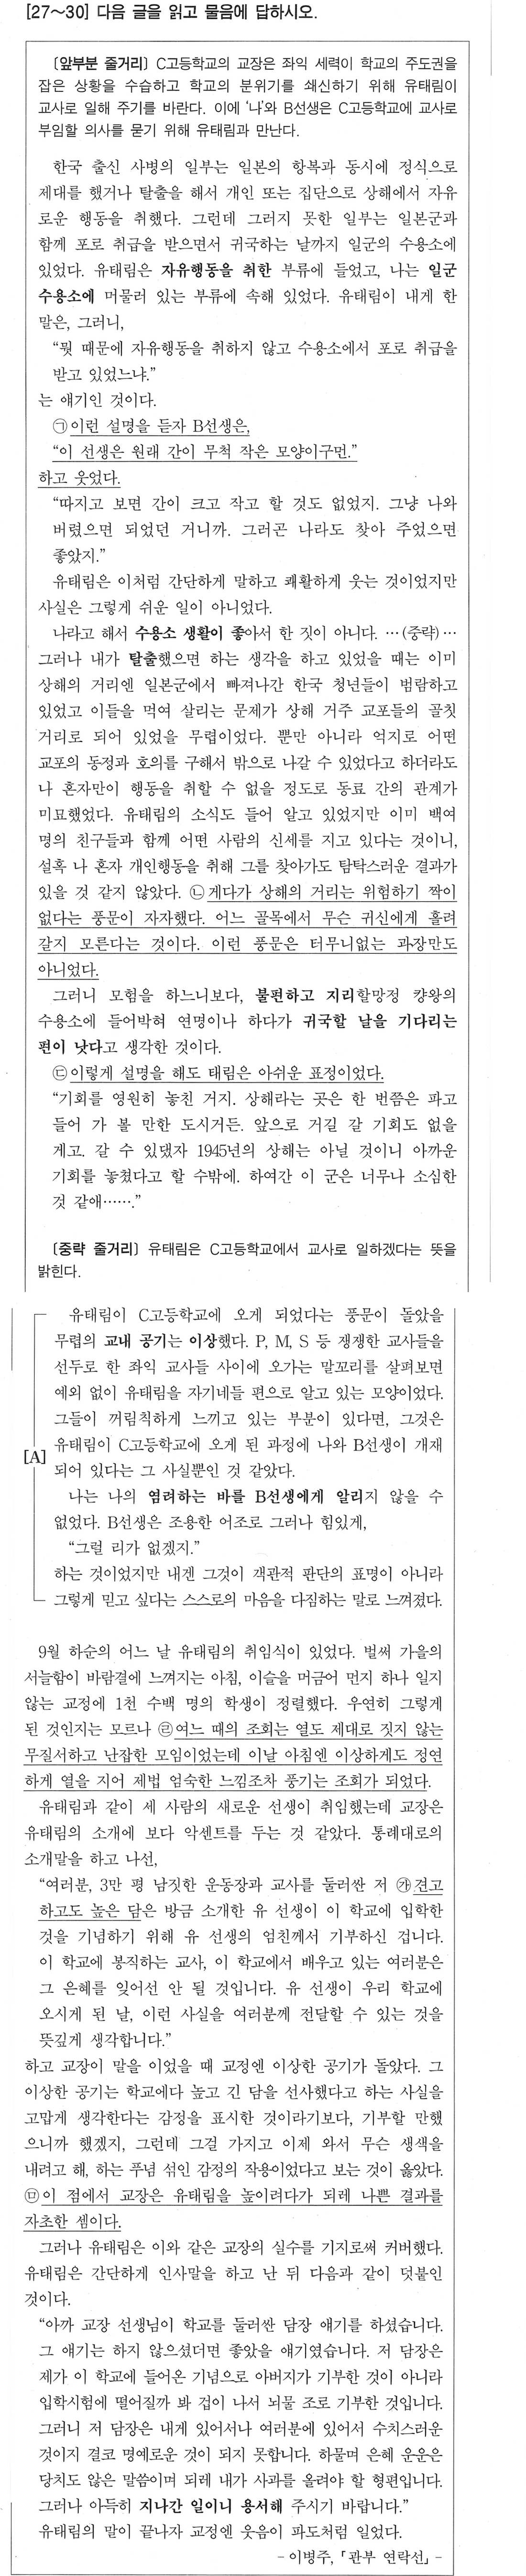 [27～30] 다음 글을 읽고 물음에 답하시오.
〔앞부분 줄거리〕 C고등학교의 교장은 좌익 세력이 학교의 주도권을
잡은 상황을 수습하고 학교의 분위기를 쇄신하기 위해 유태림이
교사로 일해 주기를 바란다. 이에 ‘나’와 B선생은 C고등학교에 교사로
부임할 의사를 묻기 위해 유태림과 만난다.
한국 출신 사병의 일부는 일본의 항복과 동시에 정식으로
제대를 했거나 탈출을 해서 개인 또는 집단으로 상해에서 자유
로운 행동을 취했다. 그런데 그러지 못한 일부는 일본군과
함께 포로 취급을 받으면서 귀국하는 날까지 일군의 수용소에
있었다. 유태림은 자유행동을 취한 부류에 들었고, 나는 일군
수용소에 머물러 있는 부류에 속해 있었다. 유태림이 내게 한
말은, 그러니,
“뭣 때문에 자유행동을 취하지 않고 수용소에서 포로 취급을
받고 있었느냐.”
는 얘기인 것이다.
㉠이런 설명을 듣자 B선생은,
“이 선생은 원래 간이 무척 작은 모양이구먼.”
하고 웃었다.
“따지고 보면 간이 크고 작고 할 것도 없었지. 그냥 나와
버렸으면 되었던 거니까. 그러곤 나라도 찾아 주었으면
좋았지.”
유태림은 이처럼 간단하게 말하고 쾌활하게 웃는 것이었지만
사실은 그렇게 쉬운 일이 아니었다.
나라고 해서 수용소 생활이 좋아서 한 짓이 아니다. …(중략)…
그러나 내가 탈출했으면 하는 생각을 하고 있었을 때는 이미
상해의 거리엔 일본군에서 빠져나간 한국 청년들이 범람하고
있었고 이들을 먹여 살리는 문제가 상해 거주 교포들의 골칫
거리로 되어 있었을 무렵이었다. 뿐만 아니라 억지로 어떤
교포의 동정과 호의를 구해서 밖으로 나갈 수 있었다고 하더라도
나 혼자만이 행동을 취할 수 없을 정도로 동료 간의 관계가
미묘했었다. 유태림의 소식도 들어 알고 있었지만 이미 백여
명의 친구들과 함께 어떤 사람의 신세를 지고 있다는 것이니,
설혹 나 혼자 개인행동을 취해 그를 찾아가도 탐탁스러운 결과가
있을 것 같지 않았다. ㉡게다가 상해의 거리는 위험하기 짝이
없다는 풍문이 자자했다. 어느 골목에서 무슨 귀신에게 홀려
갈지 모른다는 것이다. 이런 풍문은 터무니없는 과장만도
아니었다.
그러니 모험을 하느니보다, 불편하고 지리할망정 컁왕의
수용소에 들어박혀 연명이나 하다가 귀국할 날을 기다리는
편이 낫다고 생각한 것이다.
㉢이렇게 설명을 해도 태림은 아쉬운 표정이었다.
“기회를 영원히 놓친 거지. 상해라는 곳은 한 번쯤은 파고
들어 가 볼 만한 도시거든. 앞으로 거길 갈 기회도 없을
게고. 갈 수 있댔자 1945년의 상해는 아닐 것이니 아까운
기회를 놓쳤다고 할 수밖에. 하여간 이 군은 너무나 소심한
것 같애…….”
〔중략 줄거리〕 유태림은 C고등학교에서 교사로 일하겠다는 뜻을
밝힌다.
[A]
유태림이 C고등학교에 오게 되었다는 풍문이 돌았을
무렵의 교내 공기는 이상했다. P, M, S 등 쟁쟁한 교사들을
선두로 한 좌익 교사들 사이에 오가는 말꼬리를 살펴보면
예외 없이 유태림을 자기네들 편으로 알고 있는 모양이었다.
그들이 꺼림칙하게 느끼고 있는 부분이 있다면, 그것은
유태림이 C고등학교에 오게 된 과정에 나와 B선생이 개재
되어 있다는 그 사실뿐인 것 같았다.
나는 나의 염려하는 바를 B선생에게 알리지 않을 수
없었다. B선생은 조용한 어조로 그러나 힘있게,
“그럴 리가 없겠지.”
하는 것이었지만 내겐 그것이 객관적 판단의 표명이 아니라
그렇게 믿고 싶다는 스스로의 마음을 다짐하는 말로 느껴졌다.
9월 하순의 어느 날 유태림의 취임식이 있었다. 벌써 가을의
서늘함이 바람결에 느껴지는 아침, 이슬을 머금어 먼지 하나 일지
않는 교정에 1천 수백 명의 학생이 정렬했다. 우연히 그렇게
된 것인지는 모르나 ㉣여느 때의 조회는 열도 제대로 짓지 않는
무질서하고 난잡한 모임이었는데 이날 아침엔 이상하게도 정연
하게 열을 지어 제법 엄숙한 느낌조차 풍기는 조회가 되었다.
유태림과 같이 세 사람의 새로운 선생이 취임했는데 교장은
유태림의 소개에 보다 악센트를 두는 것 같았다. 통례대로의
소개말을 하고 나선,
“여러분, 3만 평 남짓한 운동장과 교사를 둘러싼 저 ㉮견고
하고도 높은 담은 방금 소개한 유 선생이 이 학교에 입학한
것을 기념하기 위해 유 선생의 엄친께서 기부하신 겁니다.
이 학교에 봉직하는 교사, 이 학교에서 배우고 있는 여러분은
그 은혜를 잊어선 안 될 것입니다. 유 선생이 우리 학교에
오시게 된 날, 이런 사실을 여러분께 전달할 수 있는 것을
뜻깊게 생각합니다.”
하고 교장이 말을 이었을 때 교정엔 이상한 공기가 돌았다. 그
이상한 공기는 학교에다 높고 긴 담을 선사했다고 하는 사실을
고맙게 생각한다는 감정을 표시한 것이라기보다, 기부할 만했
으니까 했겠지, 그런데 그걸 가지고 이제 와서 무슨 생색을
내려고 해, 하는 푸념 섞인 감정의 작용이었다고 보는 것이 옳았다.
㉤이 점에서 교장은 유태림을 높이려다가 되레 나쁜 결과를
자초한 셈이다.
그러나 유태림은 이와 같은 교장의 실수를 기지로써 커버했다.
유태림은 간단하게 인사말을 하고 난 뒤 다음과 같이 덧붙인
것이다.
“아까 교장 선생님이 학교를 둘러싼 담장 얘기를 하셨습니다.
그 얘기는 하지 않으셨더면 좋았을 얘기였습니다. 저 담장은
제가 이 학교에 들어온 기념으로 아버지가 기부한 것이 아니라
입학시험에 떨어질까 봐 겁이 나서 뇌물 조로 기부한 것입니다.
그러니 저 담장은 내게 있어서나 여러분에 있어서 수치스러운
것이지 결코 명예로운 것이 되지 못합니다. 하물며 은혜 운운은
당치도 않은 말씀이며 되레 내가 사과를 올려야 할 형편입니다.
그러나 아득히 지나간 일이니 용서해 주시기 바랍니다.”
유태림의 말이 끝나자 교정엔 웃음이 파도처럼 일었다.
- 이병주, 「관부 연락선」 -